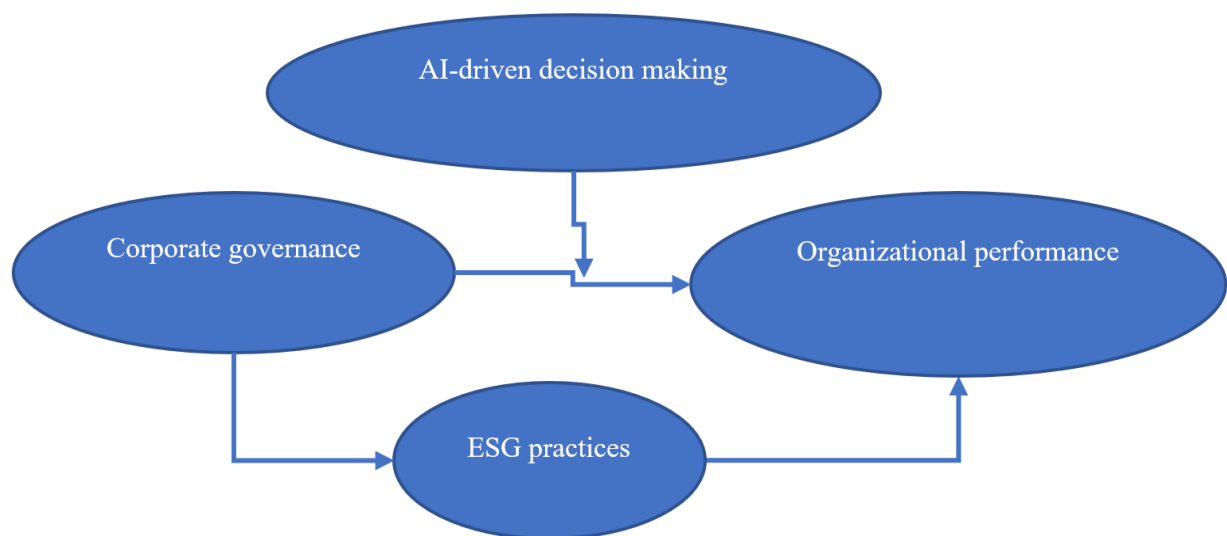 AI-driven decision making
Corporate governance
Organizational performance
ESG practices